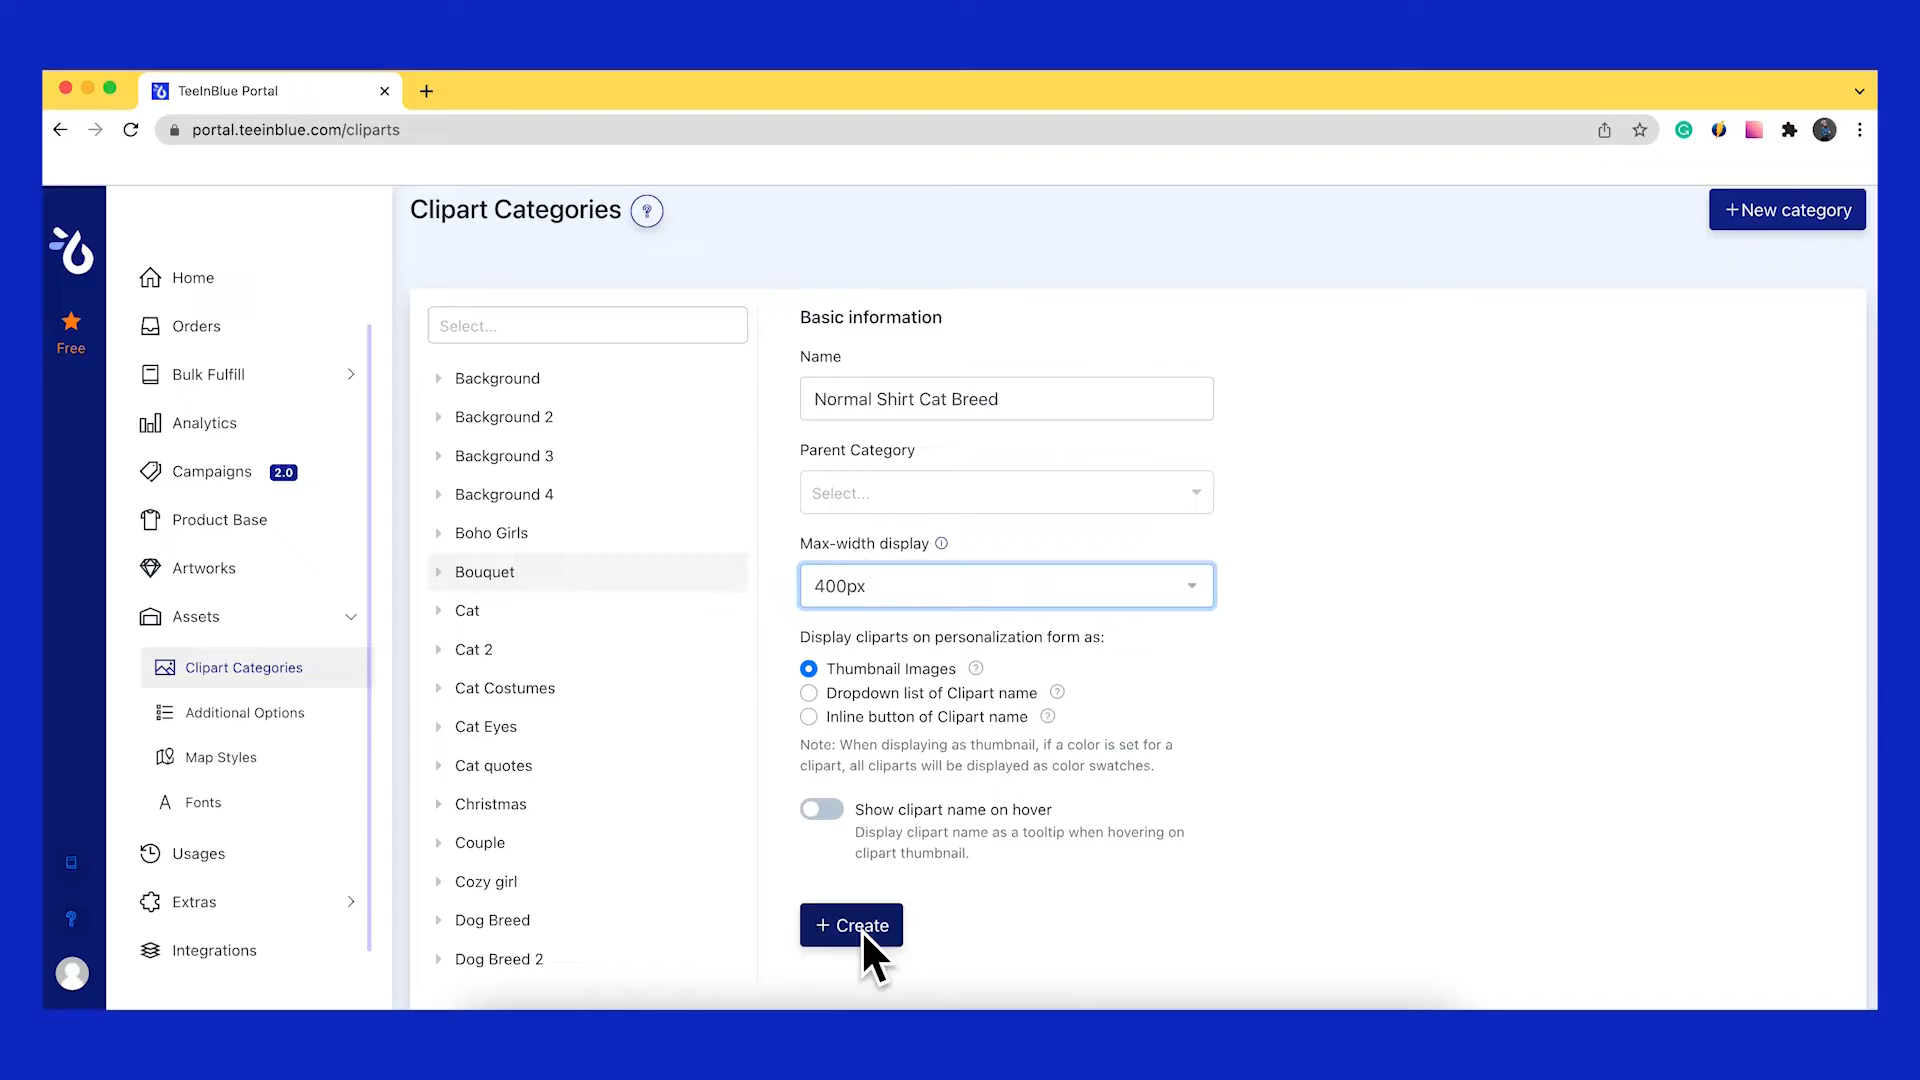 TeeInBlue Portal
portal.teeinblue.com/cliparts
Clipart Categories ?
+New category
Free
Home
Orders
Bulk Fulfill
Analytics
Campaigns 2.0
Product Base
Artworks
Assets
Clipart Categories
Additional Options
Map Styles
Fonts
Usages
Extras
Integrations
?
Select...
Background
Background 2
Background 3
Background 4
Boho Girls
Bouquet
Cat
Cat 2
Cat Costumes
Cat Eyes
Cat quotes
Christmas
Couple
Cozy girl
Dog Breed
Dog Breed 2
Basic information
Name
Normal Shirt Cat Breed
Parent Category
Select...
Max-width display
400px
Display cliparts on personalization form as:
Thumbnail Images ?
Dropdown list of Clipart name ?
Inline button of Clipart name ?
Note: When displaying as thumbnail, if a color is set for a
clipart, all cliparts will be displayed as color swatches.
Show clipart name on hover
Display clipart name as a tooltip when hovering on
clipart thumbnail.
+ Create